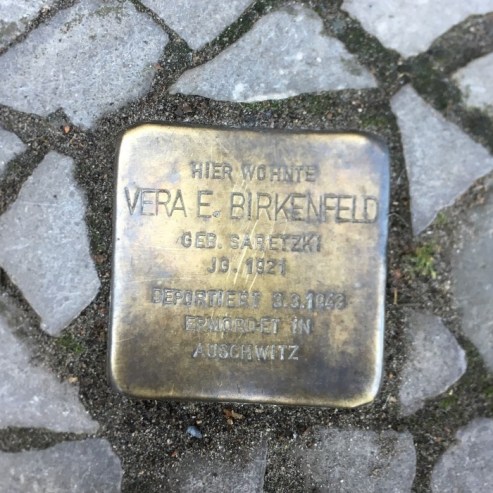 HIER WOHNTE
VERA E. BIRKENFELD
GEB. SARETZKI
JG. 1921
DEPORTIERT 3.3.1943
ERMORDET IN
AUSCHWITZ